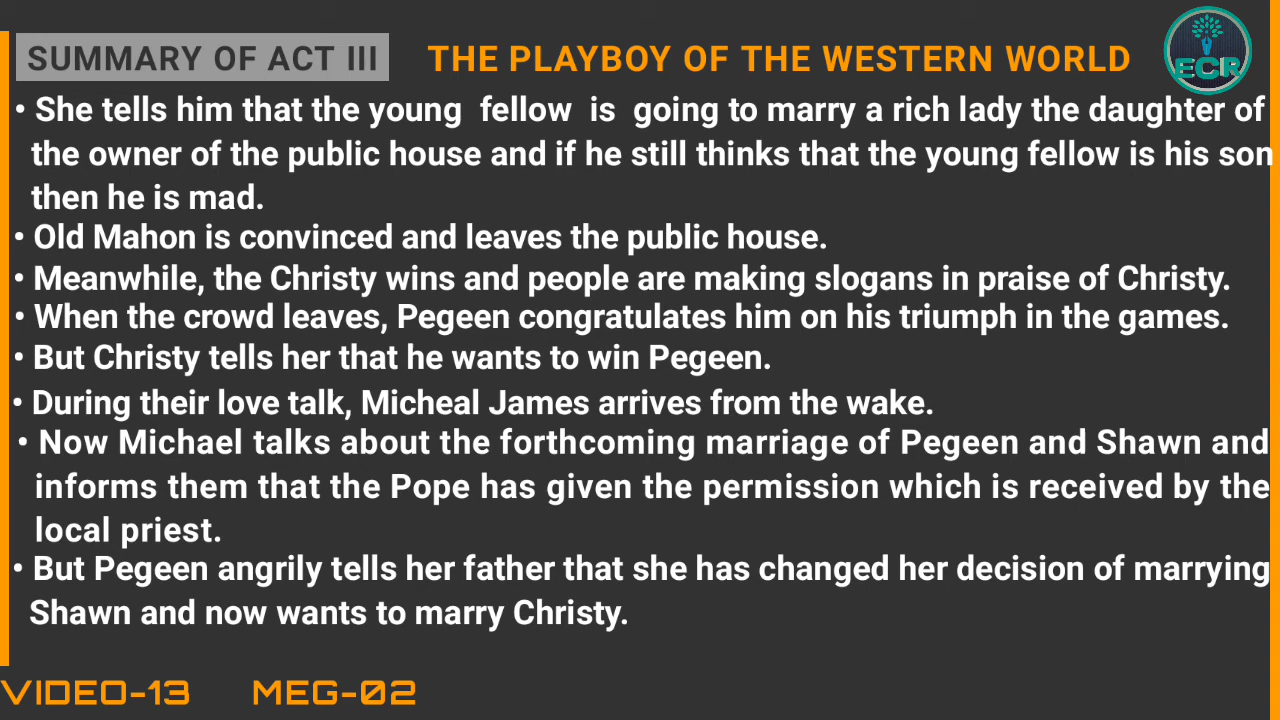 SUMMARY OF ACT III THE PLAYBOY OF THE WESTERN WORLD
ECR
• She tells him that the young fellow is going to marry a rich lady the daughter of
the owner of the public house and if he still thinks that the young fellow is his son
then he is mad.
• Old Mahon is convinced and leaves the public house.
• Meanwhile, the Christy wins and people are making slogans in praise of Christy.
• When the crowd leaves, Pegeen congratulates him on his triumph in the games.
• But Christy tells her that he wants to win Pegeen.
• During their love talk, Micheal James arrives from the wake.
• Now Michael talks about the forthcoming marriage of Pegeen and Shawn and
informs them that the Pope has given the permission which is received by the
local priest.
• But Pegeen angrily tells her father that she has changed her decision of marrying
Shawn and now wants to marry Christy.
VIDEO-13 MEG-02